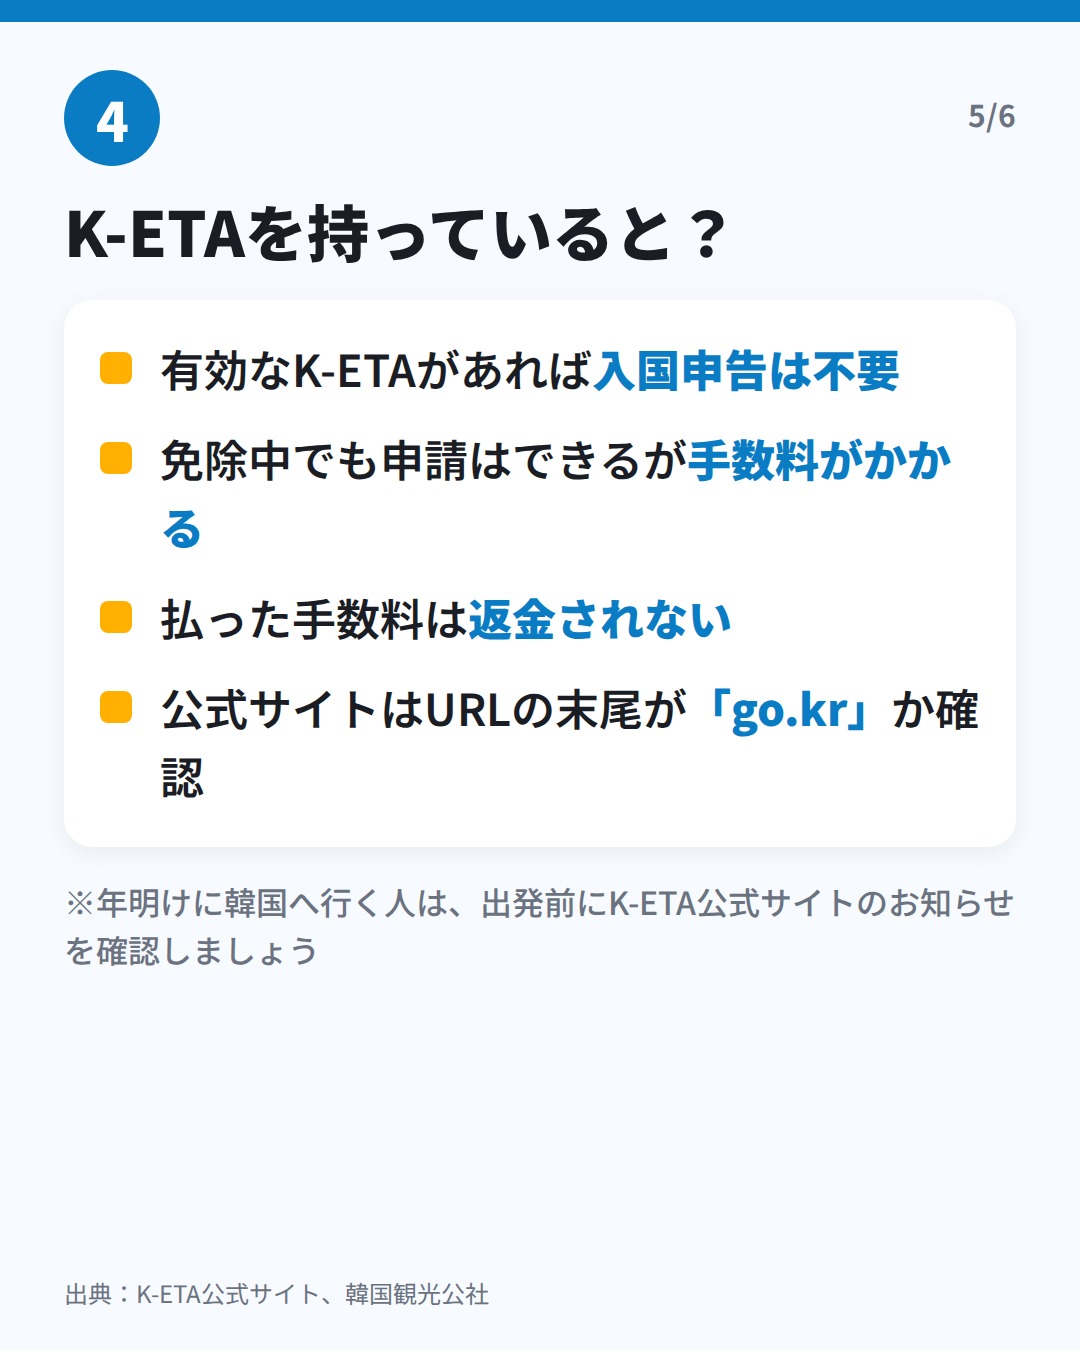 4
5/6
K-ETAを持っていると？
有効なK-ETAがあれば入国申告は不要
免除中でも申請はできるが手数料がかか
る
払った手数料は返金されない
公式サイトはURLの末尾が「go.kr」か確
認
※年明けに韓国へ行く人は、出発前にK-ETA公式サイトのお知らせ
を確認しましょう
出典：K-ETA公式サイト、韓国観光公社